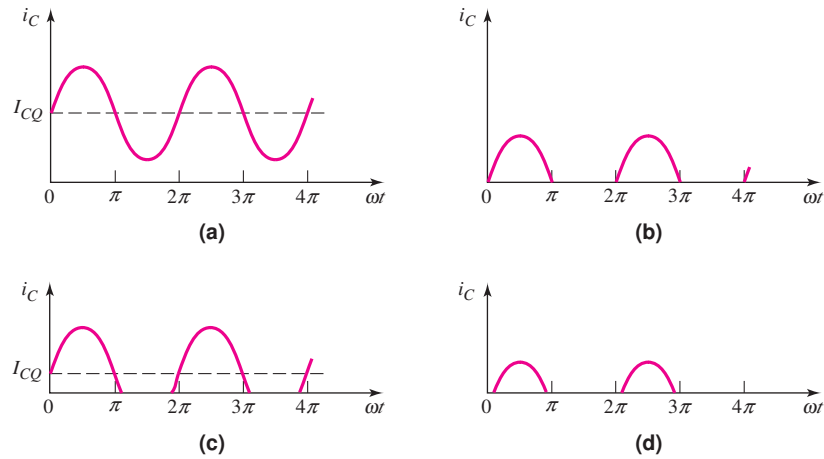 i_C
I_CQ
0 π 2π 3π 4π ωt
(a)
i_C
0 π 2π 3π 4π ωt
(b)
i_C
I_CQ
0 π 2π 3π 4π ωt
(c)
i_C
0 π 2π 3π 4π ωt
(d)